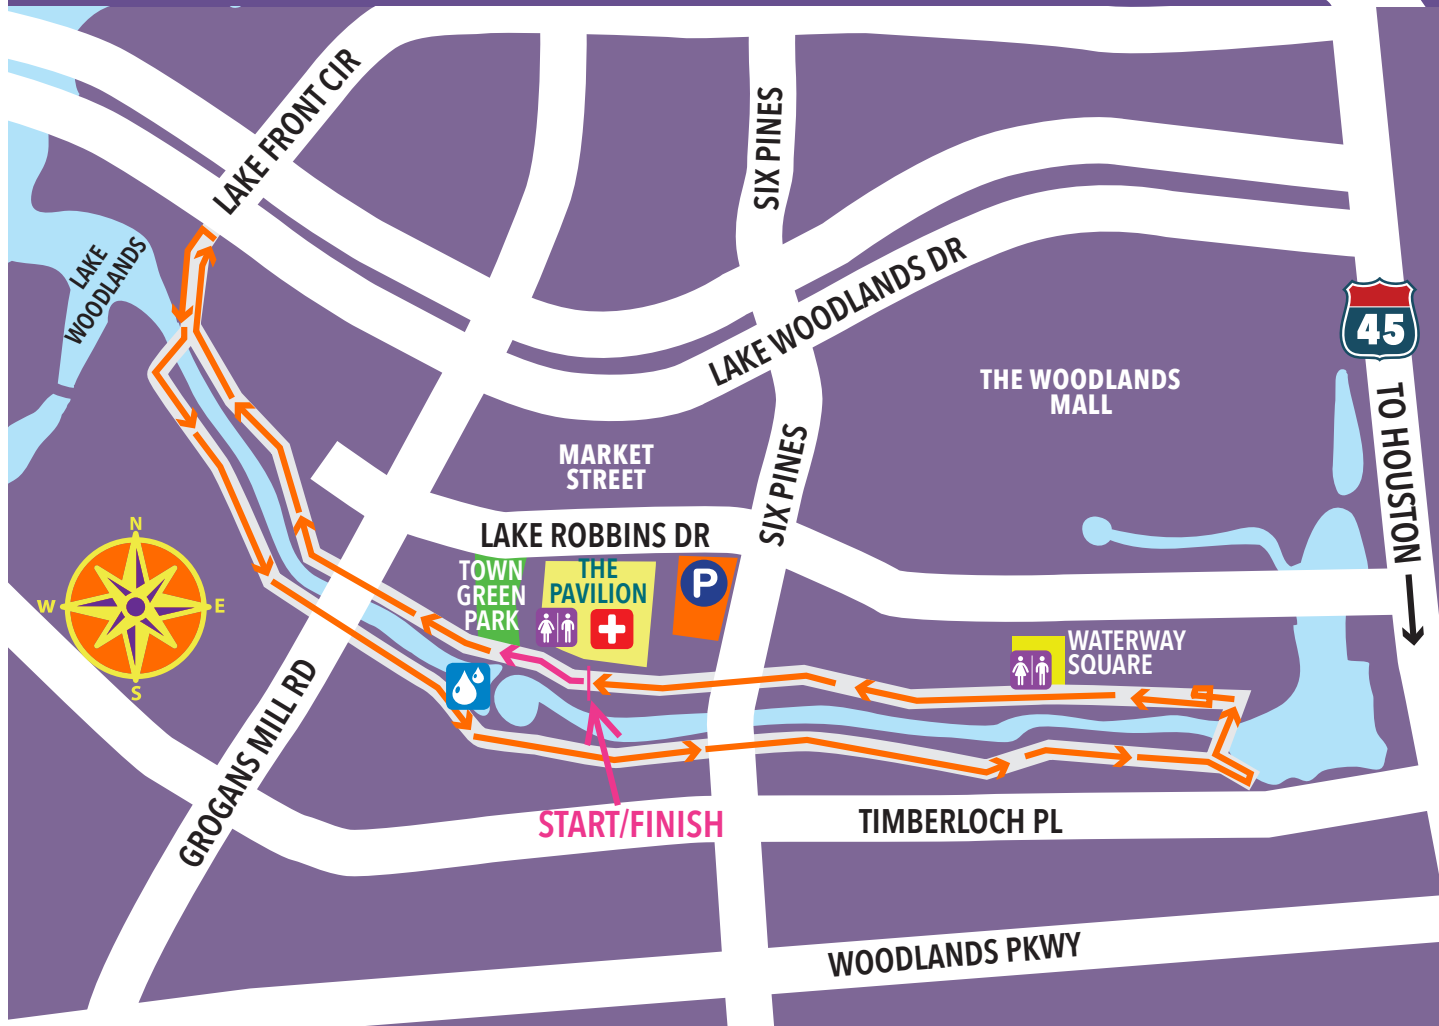 LAKE FRONT CIR
SIX PINES
LAKE
WOODLANDS
LAKE WOODLANDS DR
45
TO HOUSTON
THE WOODLANDS
MALL
MARKET
STREET
SIX PINES
LAKE ROBBINS DR
N
W
E
S
TOWN
GREEN
PARK
THE
PAVILION
P
WATERWAY
SQUARE
GROGANS MILL RD
START/FINISH
TIMBERLOCH PL
WOODLANDS PKWY